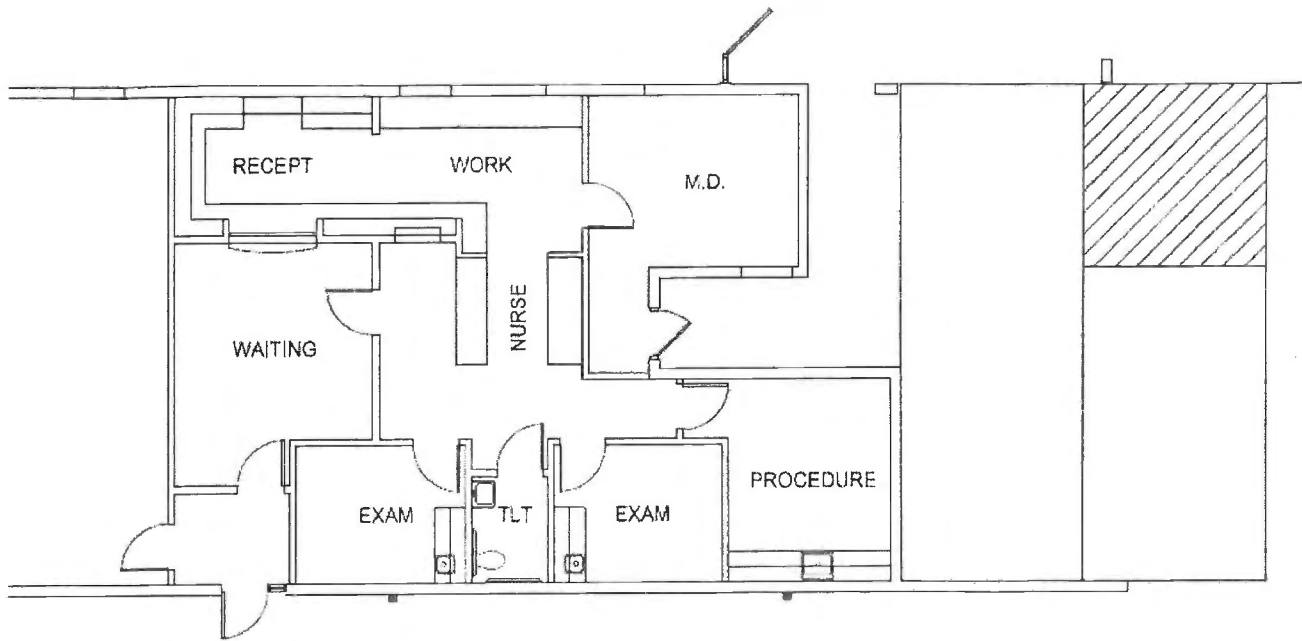 RECEPT
WORK
M.D.
NURSE
WAITING
EXAM
TLT
EXAM
PROCEDURE